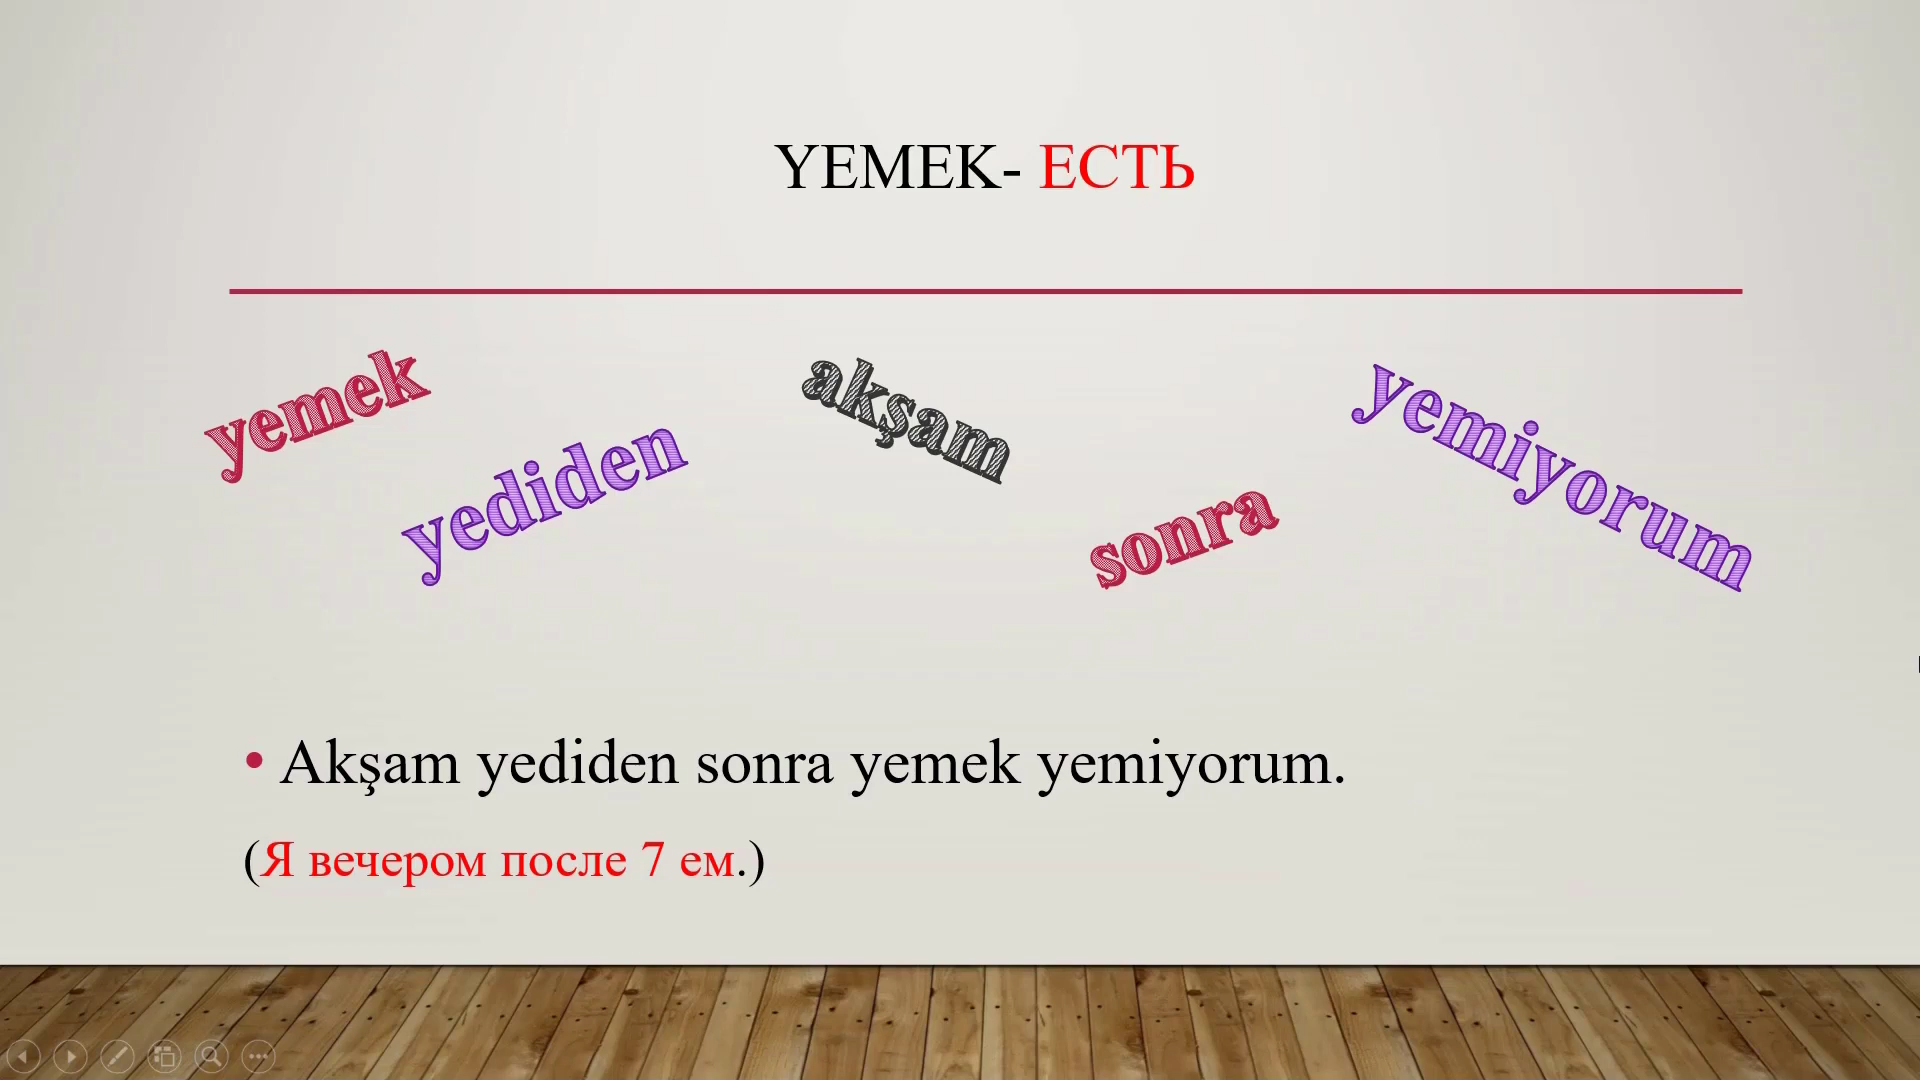 YEMEK- ЕСТЬ
yemek
yediden
akşam
sonra
yemiyorum
• Akşam yediden sonra yemek yemiyorum.
(Я вечером после 7 ем.)